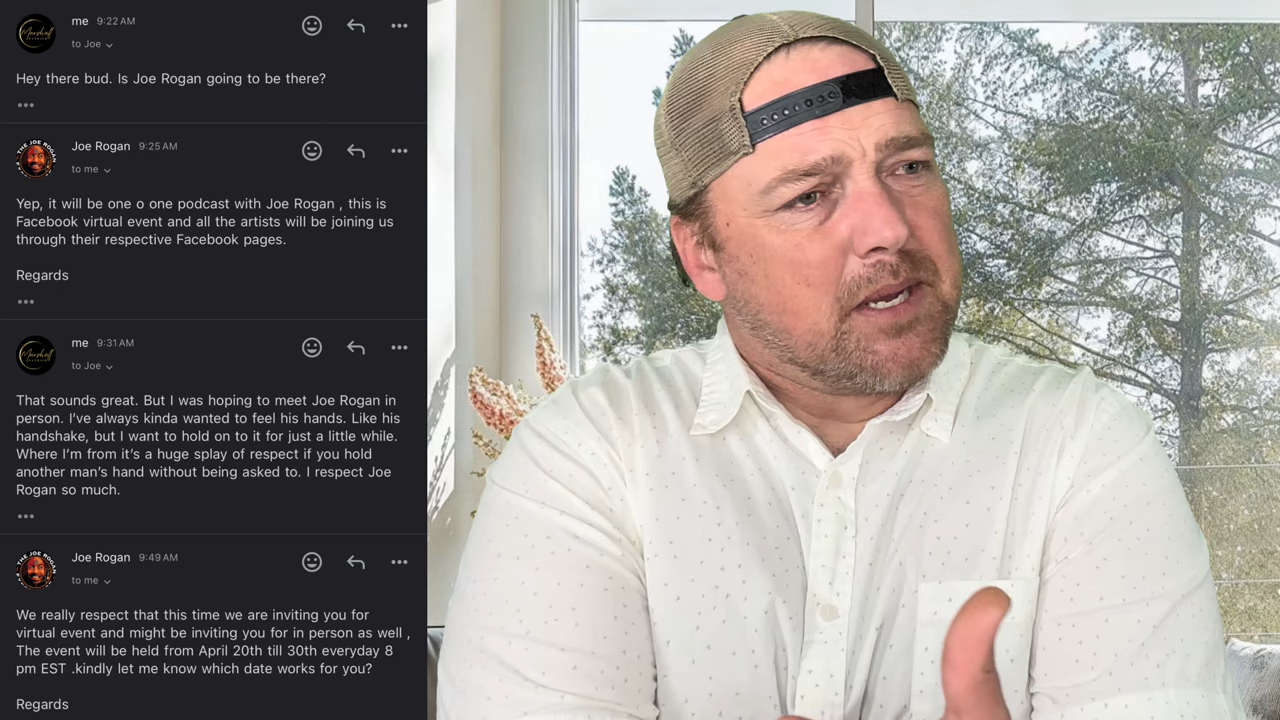 me 9:22 AM
to Joe
Hey there bud. Is Joe Rogan going to be there?
Joe Rogan 9:25 AM
to me
Yep, it will be one o one podcast with Joe Rogan , this is
Facebook virtual event and all the artists will be joining us
through their respective Facebook pages.
Regards
me 9:31 AM
to Joe
That sounds great. But I was hoping to meet Joe Rogan in
person. I've always kinda wanted to feel his hands. Like his
handshake, but I want to hold on to it for just a little while.
Where I'm from it's a huge splay of respect if you hold
another man's hand without being asked to. I respect Joe
Rogan so much.
Joe Rogan 9:49 AM
to me
We really respect that this time we are inviting you for
virtual event and might be inviting you for in person as well ,
The event will be held from April 20th till 30th everyday 8
pm EST .kindly let me know which date works for you?
Regards